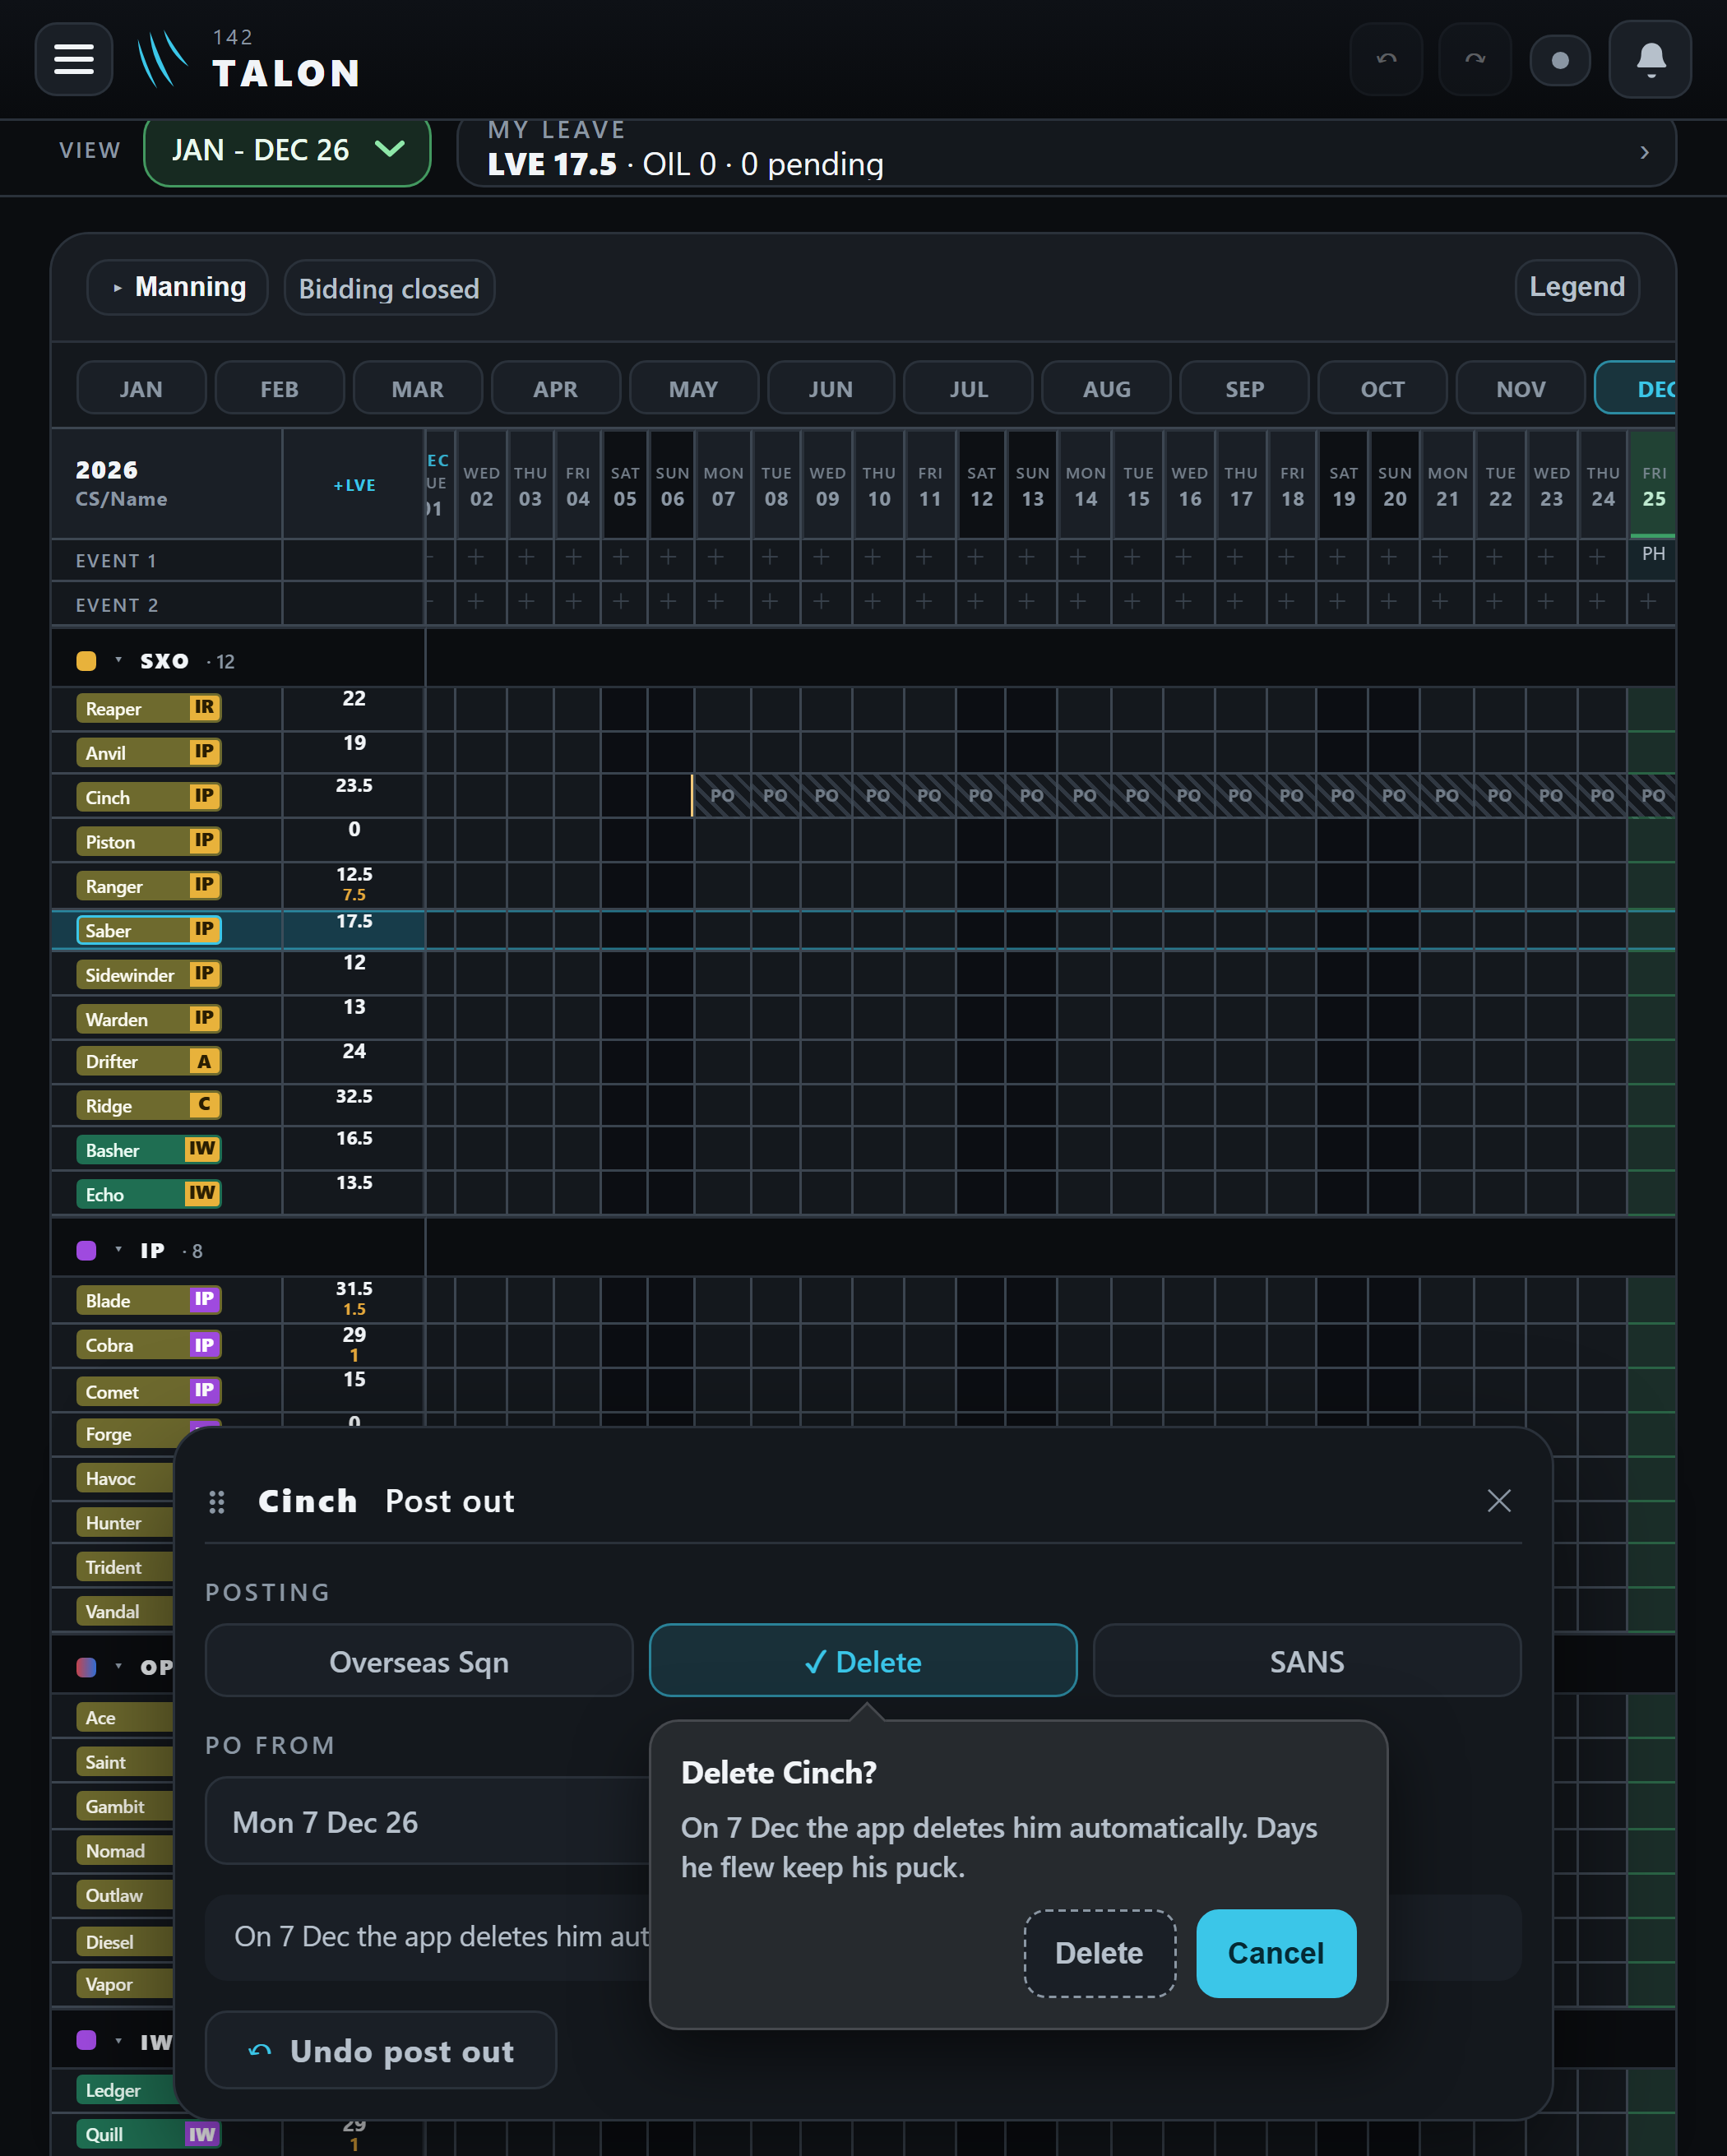 142
TALON
VIEW
JAN - DEC 26
MY LEAVE
LVE 17.5 · OIL 0 · 0 pending
Manning
Bidding closed
Legend
JAN FEB MAR APR MAY JUN JUL AUG SEP OCT NOV DEC
2026
CS/Name
+LVE
WED 02
THU 03
FRI 04
SAT 05
SUN 06
MON 07
TUE 08
WED 09
THU 10
FRI 11
SAT 12
SUN 13
MON 14
TUE 15
WED 16
THU 17
FRI 18
SAT 19
SUN 20
MON 21
TUE 22
WED 23
THU 24
FRI 25
EVENT 1
PH
EVENT 2
SXO · 12
Reaper IR 22
Anvil IP 19
Cinch IP 23.5 PO PO PO PO PO PO PO PO PO PO PO PO PO PO PO PO PO PO PO
Piston IP 0
Ranger IP 12.5
7.5
Saber IP 17.5
Sidewinder IP 12
Warden IP 13
Drifter A 24
Ridge C 32.5
Basher IW 16.5
Echo IW 13.5
IP · 8
Blade IP 31.5
1.5
Cobra IP 29
1
Comet IP 15
Forge 0
Havoc
Hunter
Trident
Vandal
OP
Ace
Saint
Gambit
Nomad
Outlaw
Diesel
Vapor
IW
Ledger
Quill IW 29
1
Cinch Post out
POSTING
Overseas Sqn
✓ Delete
SANS
PO FROM
Mon 7 Dec 26
On 7 Dec the app deletes him aut
Delete Cinch?
On 7 Dec the app deletes him automatically. Days
he flew keep his puck.
Delete
Cancel
Undo post out